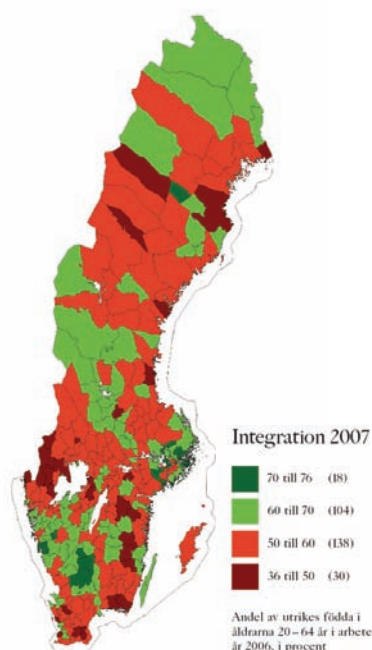 Integration 2007
70 till 76 (18)
60 till 70 (104)
50 till 60 (138)
36 till 50 (30)
Andel av utrikes födda i
åldrarna 20–64 år i arbete
år 2006, i procent